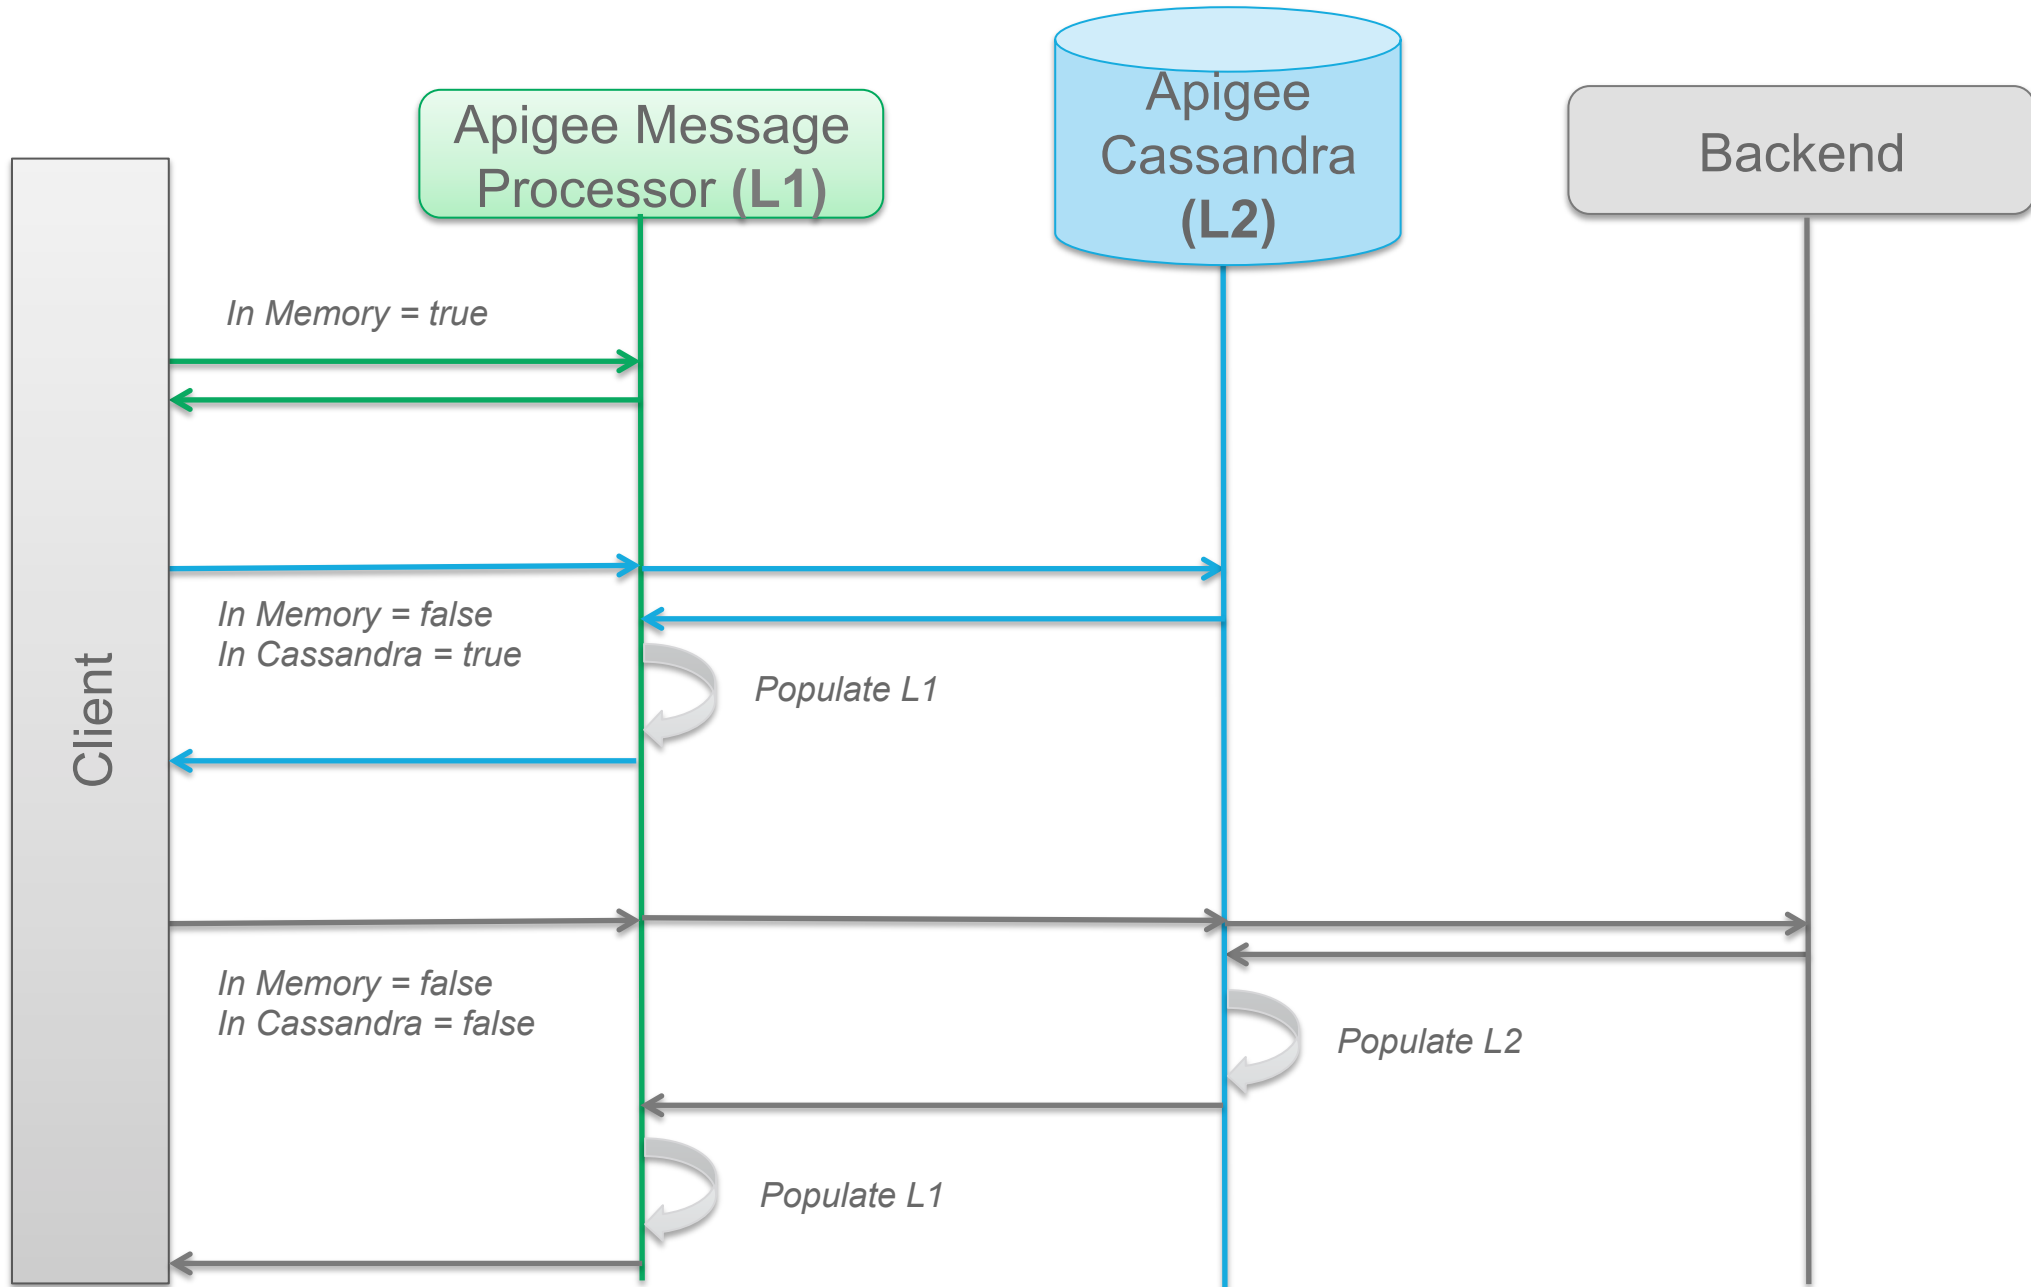 Apigee Message
Processor (L1)
Apigee
Cassandra
(L2)
Backend
Client
In Memory = true
In Memory = false
In Cassandra = true
Populate L1
In Memory = false
In Cassandra = false
Populate L2
Populate L1